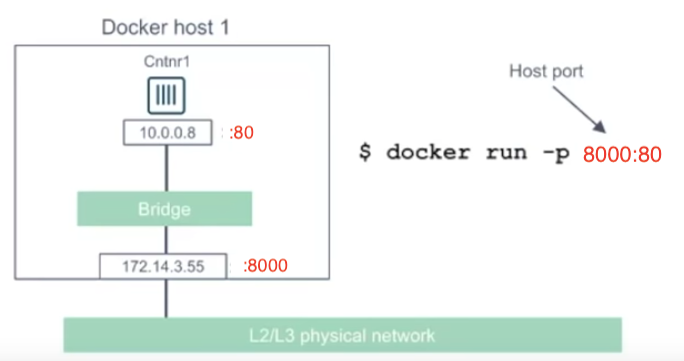 Docker host 1
Cntnr1
10.0.0.8 :80
Host port
$ docker run -p 8000:80
Bridge
172.14.3.55 :8000
L2/L3 physical network